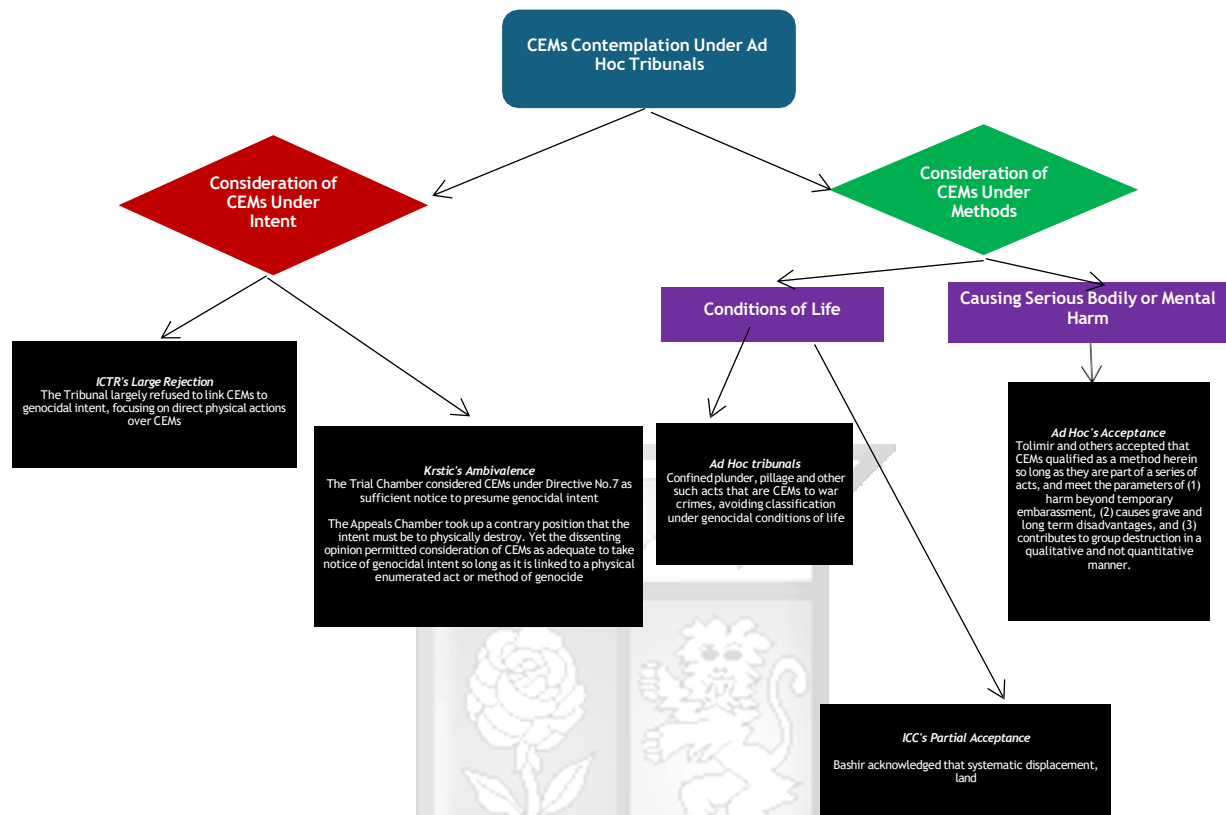 CEMs Contemplation Under Ad
Hoc Tribunals
Consideration of
CEMs Under
Intent
Consideration of
CEMs Under
Methods
Conditions of Life
Causing Serious Bodily or Mental
Harm
ICTR's Large Rejection
The Tribunal largely refused to link CEMs to
genocidal intent, focusing on direct physical actions
over CEMs
Krstic's Ambivalence
The Trial Chamber considered CEMs under Directive No.7 as
sufficient notice to presume genocidal intent
The Appeals Chamber took up a contrary position that the
intent must be to physically destroy. Yet the dissenting
opinion permitted consideration of CEMs as adequate to take
notice of genocidal intent so long as it is linked to a physical
enumerated act or method of genocide
Ad Hoc tribunals
Confined plunder, pillage and other
such acts that are CEMs to war
crimes, avoiding classification
under genocidal conditions of life
Ad Hoc's Acceptance
Tolimir and others accepted that
CEMs qualified as a method herein
so long as they are part of a series of
acts, and meet the parameters of (1)
harm beyond temporary
embarassment, (2) causes grave and
long term disadvantages, and (3)
contributes to group destruction in a
qualitative and not quantitative
manner.
ICC's Partial Acceptance
Bashir acknowledged that systematic displacement,
land